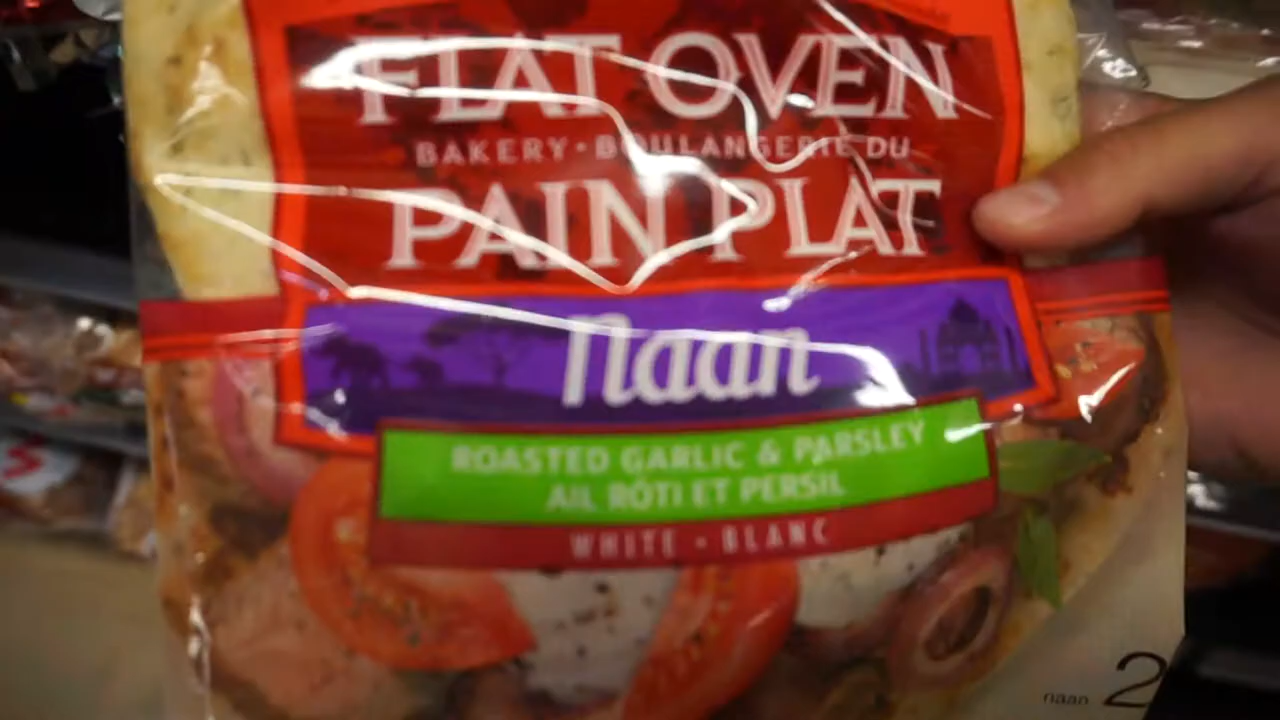 FLAT OVEN
BAKERY • BOULANGERIE DU
PAIN PLAT
Naan
ROASTED GARLIC & PARSLEY
AIL RÔTI ET PERSIL
WHITE • BLANC
naan 2